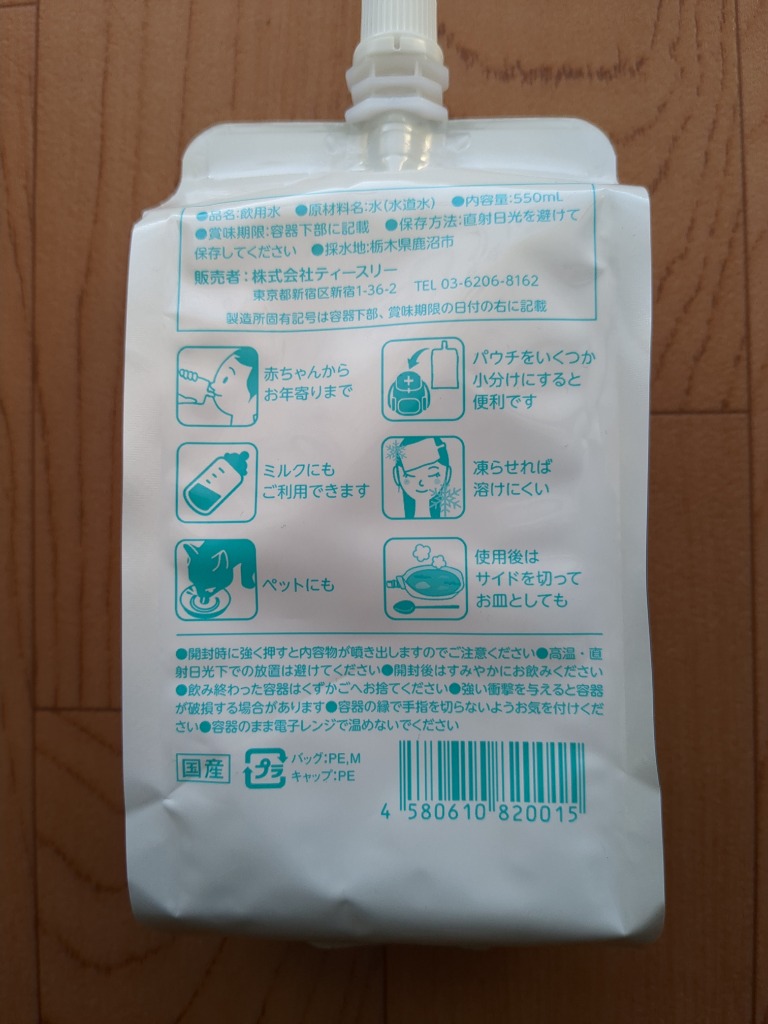 ●品名:飲用水 ●原材料名:水(水道水) ●内容量:550mL
●賞味期限:容器下部に記載 ●保存方法:直射日光を避けて
保存してください ●採水地:栃木県鹿沼市
販売者:株式会社ティースリー
東京都新宿区新宿1-36-2 TEL 03-6206-8162
製造所固有記号は容器下部、賞味期限の日付の右に記載
赤ちゃんから
お年寄りまで
パウチをいくつか
小分けにすると
便利です
ミルクにも
ご利用できます
凍らせれば
溶けにくい
ペットにも
使用後は
サイドを切って
お皿としても
●開封時に強く押すと内容物が噴き出しますのでご注意ください●高温・直
射日光下での放置は避けてください●開封後はすみやかにお飲みください
●飲み終わった容器はくずかごへお捨てください●強い衝撃を与えると容器
が破損する場合があります●容器の縁で手指を切らないようお気を付けくだ
さい●容器のまま電子レンジで温めないでください
国産
プラ
バッグ:PE,M
キャップ:PE
4 580610 820015